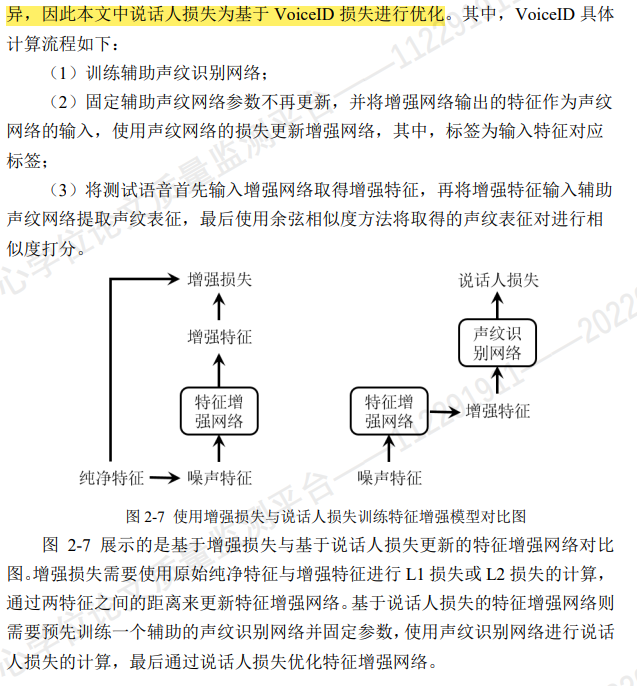 异，因此本文中说话人损失为基于 VoiceID 损失进行优化。其中，VoiceID 具体
计算流程如下：
（1）训练辅助声纹识别网络；
（2）固定辅助声纹网络参数不再更新，并将增强网络输出的特征作为声纹
网络的输入，使用声纹网络的损失更新增强网络，其中，标签为输入特征对应
标签；
（3）将测试语音首先输入增强网络取得增强特征，再将增强特征输入辅助
声纹网络提取声纹表征，最后使用余弦相似度方法将取得的声纹表征对进行相
似度打分。
增强损失
增强特征
特征增
强网络
纯净特征
噪声特征
说话人损失
声纹识
别网络
特征增
强网络
增强特征
噪声特征
图 2-7 使用增强损失与说话人损失训练特征增强模型对比图
图 2-7 展示的是基于增强损失与基于说话人损失更新的特征增强网络对比
图。增强损失需要使用原始纯净特征与增强特征进行 L1 损失或 L2 损失的计算，
通过两特征之间的距离来更新特征增强网络。基于说话人损失的特征增强网络则
需要预先训练一个辅助的声纹识别网络并固定参数，使用声纹识别网络进行说话
人损失的计算，最后通过说话人损失优化特征增强网络。